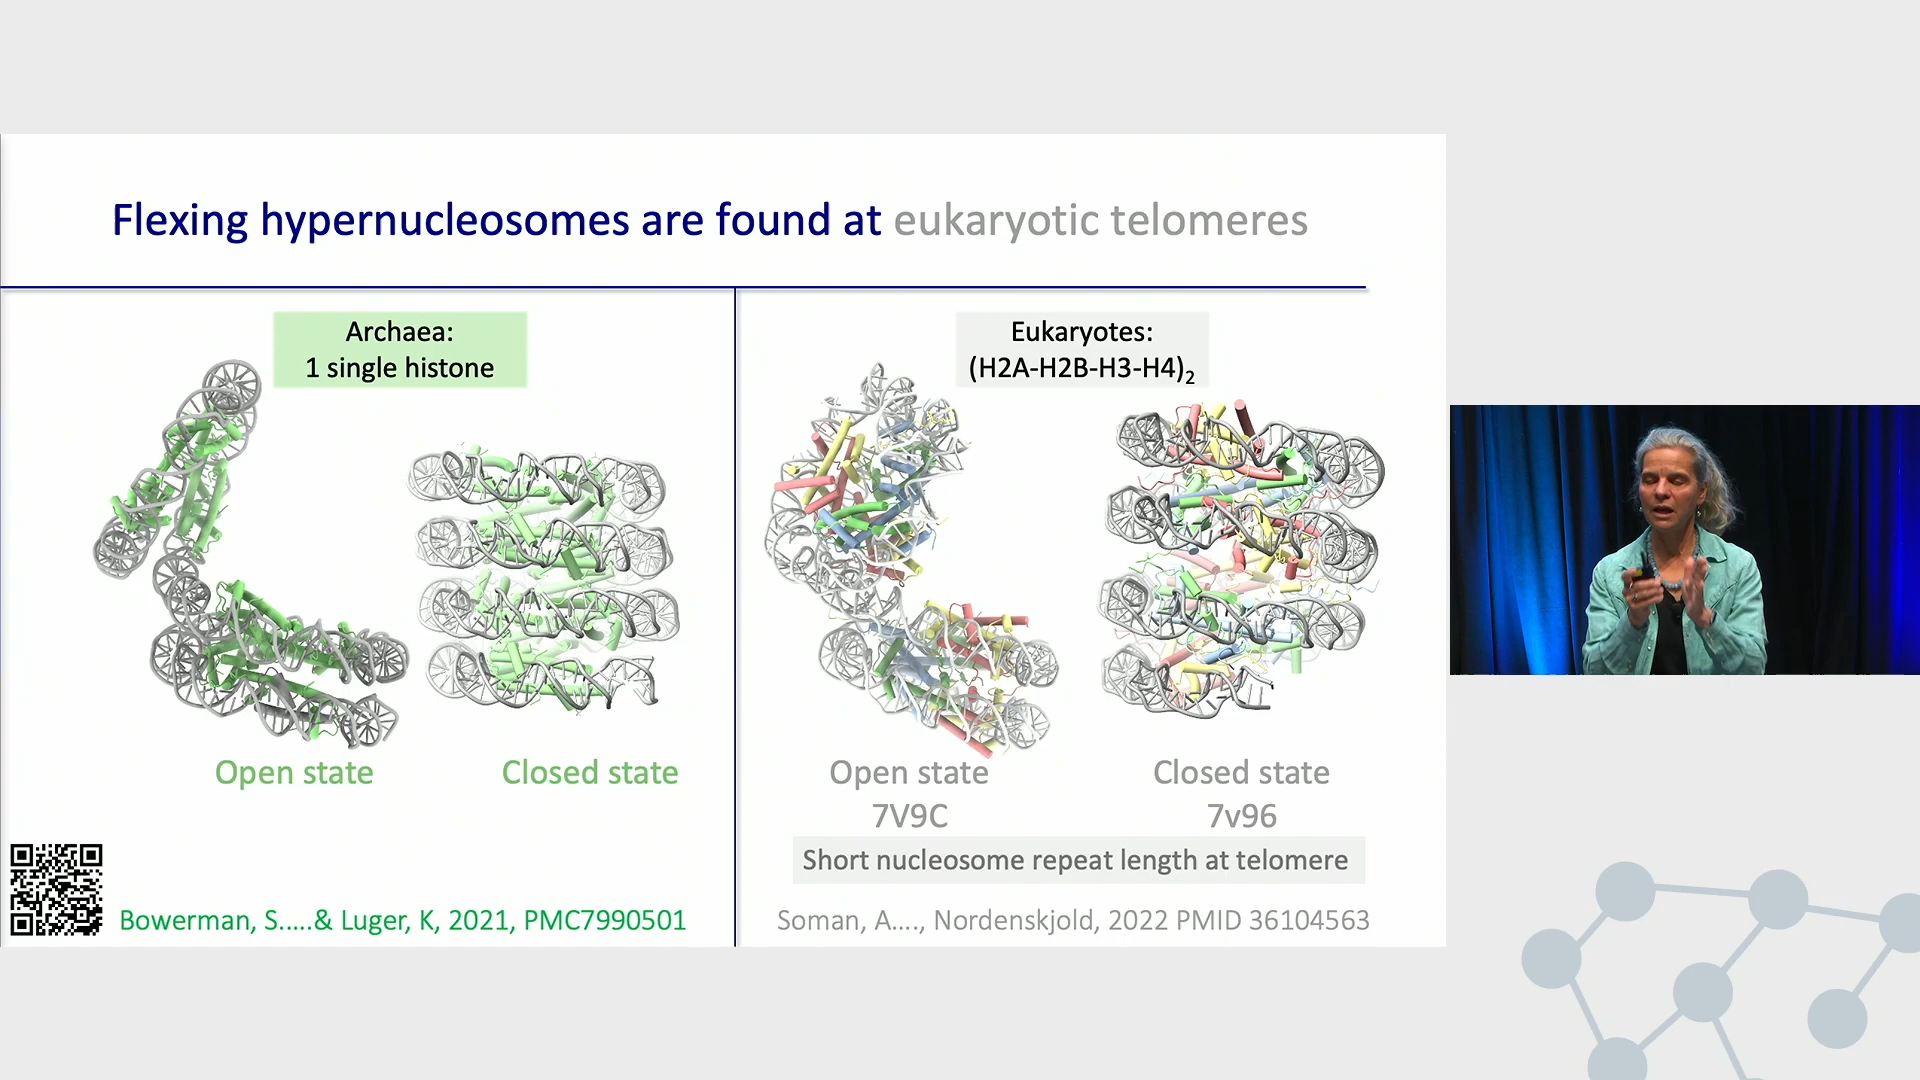 Flexing hypernucleosomes are found at eukaryotic telomeres
Archaea:
1 single histone
Open state
Closed state
Bowerman, S.....& Luger, K, 2021, PMC7990501
Eukaryotes:
(H2A-H2B-H3-H4)₂
Open state
7V9C
Closed state
7v96
Short nucleosome repeat length at telomere
Soman, A...., Nordenskjold, 2022 PMID 36104563